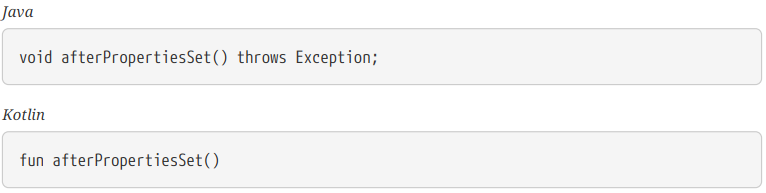 Java
void afterPropertiesSet() throws Exception;
Kotlin
fun afterPropertiesSet()